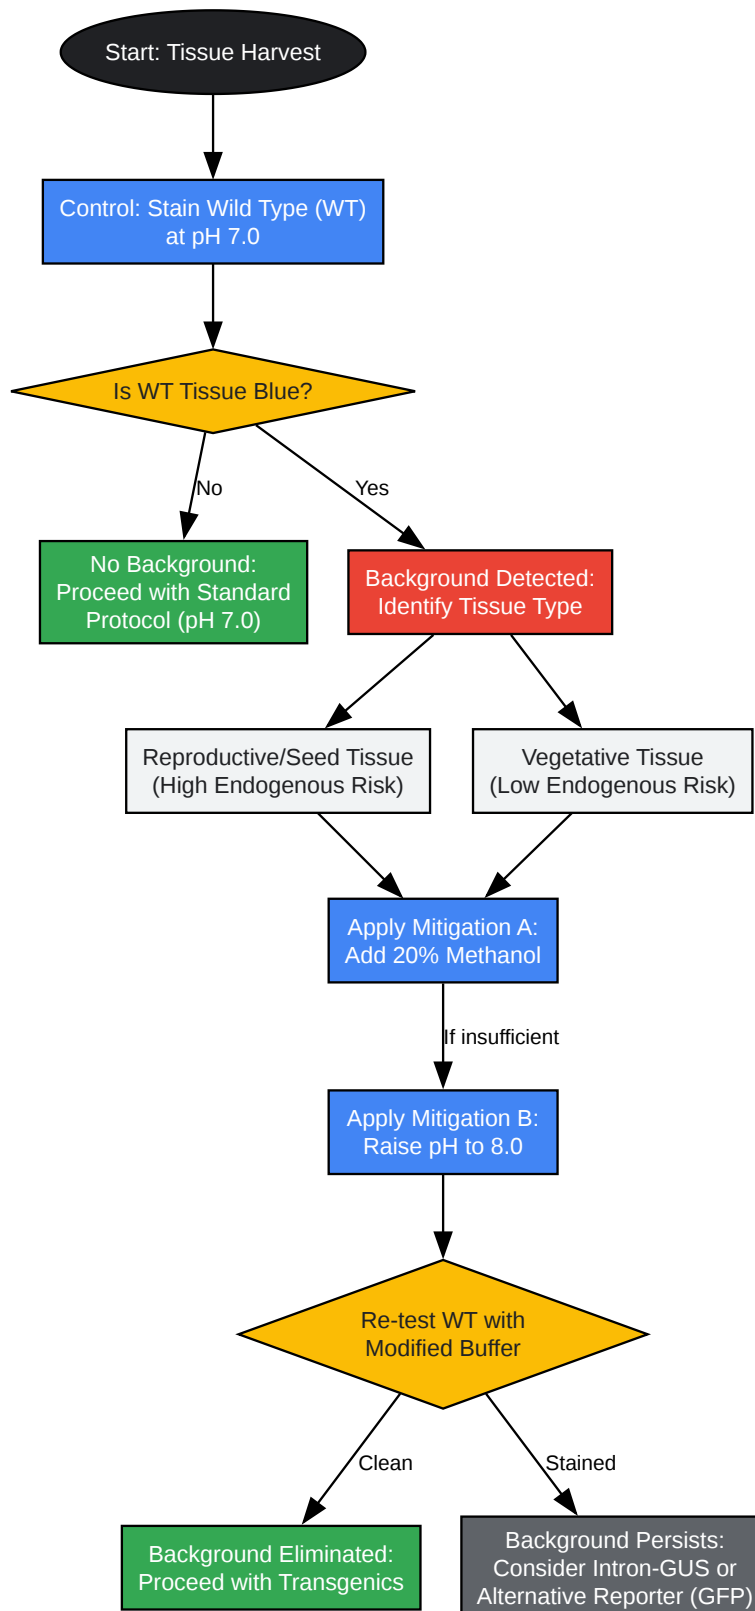 Start: Tissue Harvest
Control: Stain Wild Type (WT)
at pH 7.0
Is WT Tissue Blue?
No
Yes
No Background:
Proceed with Standard
Protocol (pH 7.0)
Background Detected:
Identify Tissue Type
Reproductive/Seed Tissue
(High Endogenous Risk)
Vegetative Tissue
(Low Endogenous Risk)
Apply Mitigation A:
Add 20% Methanol
If insufficient
Apply Mitigation B:
Raise pH to 8.0
Re-test WT with
Modified Buffer
Clean
Stained
Background Eliminated:
Proceed with Transgenics
Background Persists:
Consider Intron-GUS or
Alternative Reporter (GFP)